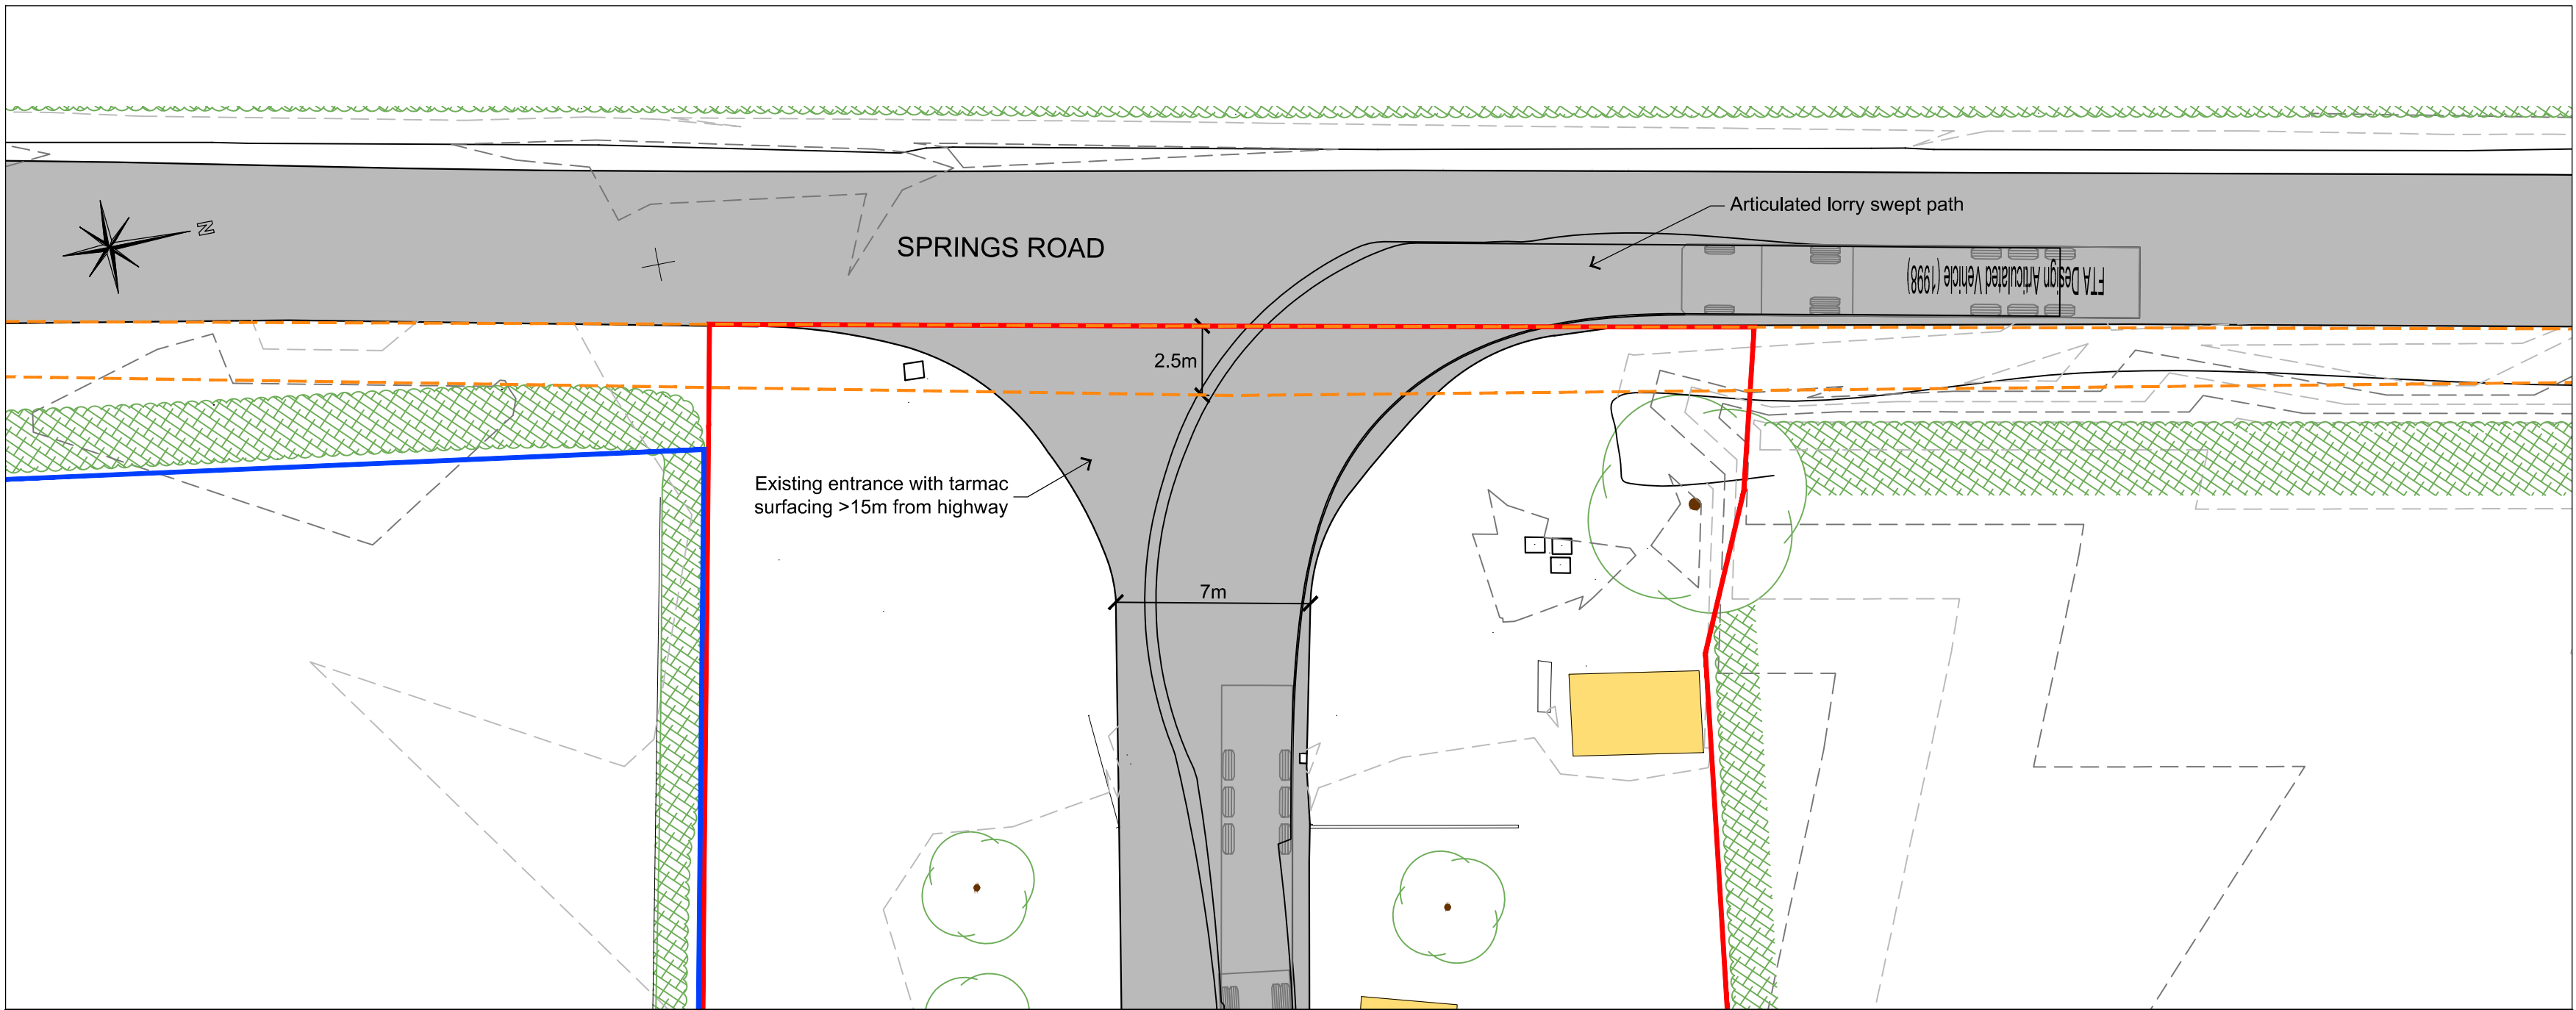 Articulated lorry swept path
N
SPRINGS ROAD
FTA Design Articulated Vehicle (1998)
2.5m
Existing entrance with tarmac
surfacing >15m from highway
7m